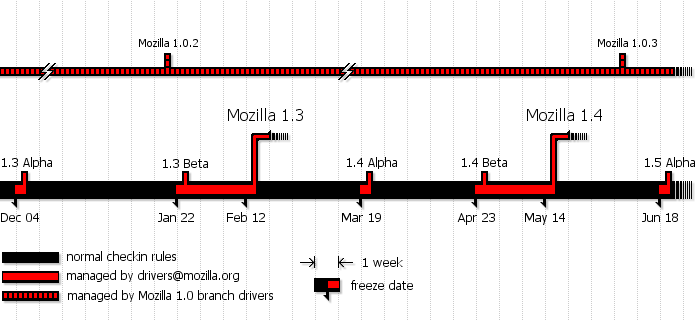 Mozilla 1.0.2 Mozilla 1.0.3
Mozilla 1.3 Mozilla 1.4
1.3 Alpha 1.3 Beta 1.4 Alpha 1.4 Beta 1.5 Alpha
Dec 04 Jan 22 Feb 12 Mar 19 Apr 23 May 14 Jun 18
normal checkin rules
managed by drivers@mozilla.org
managed by Mozilla 1.0 branch drivers
1 week
freeze date